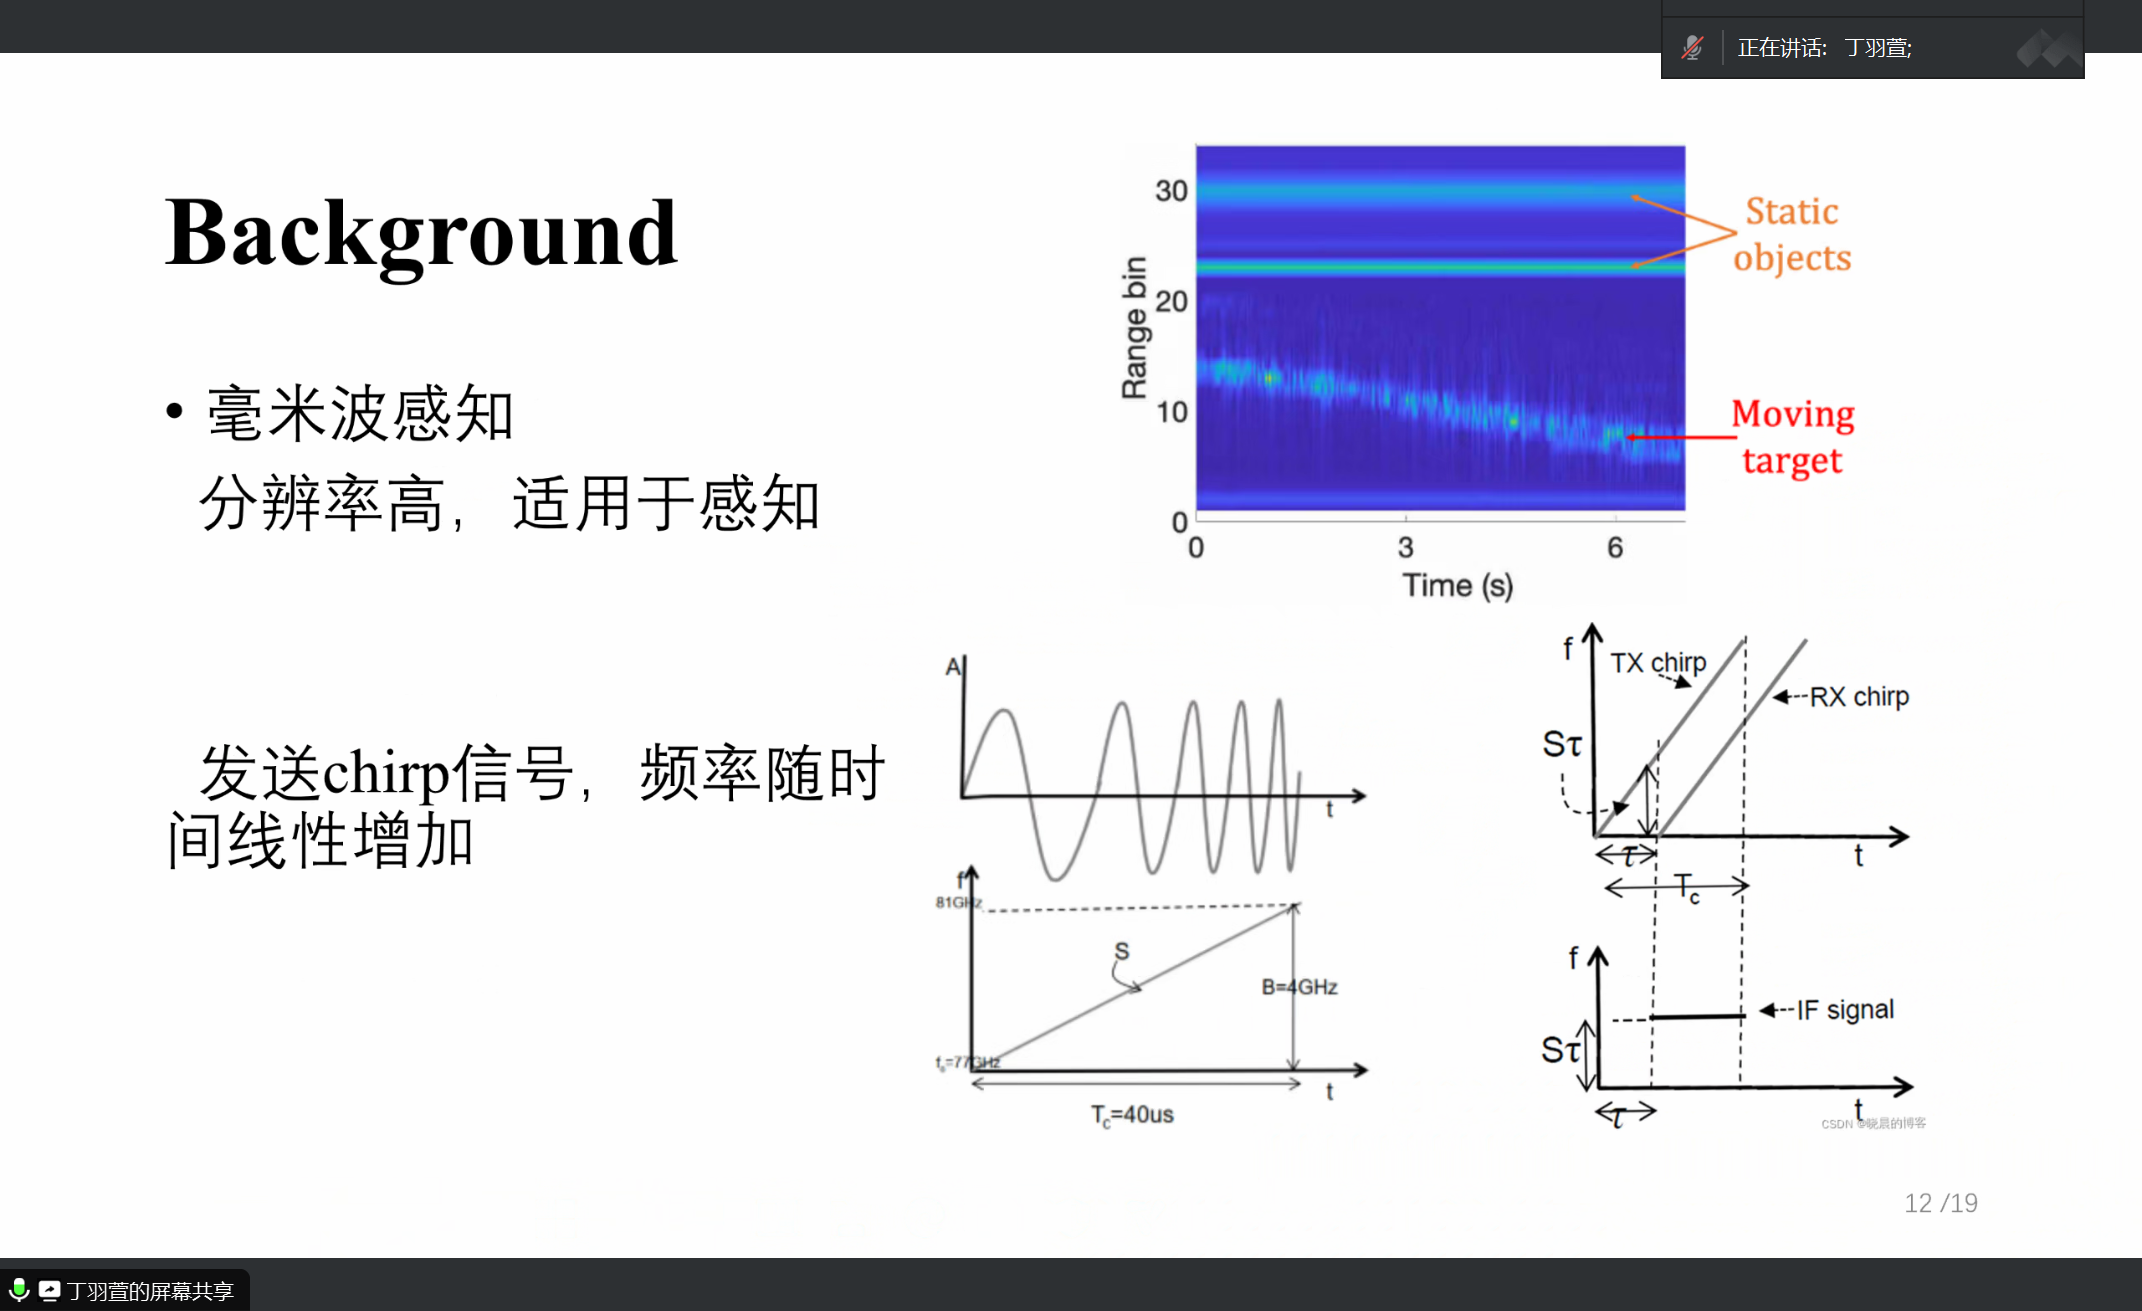 正在讲话: 丁羽萱;
Background
• 毫米波感知
分辨率高，适用于感知
发送chirp信号，频率随时
间线性增加
30
20
10
0
Range bin
0 3 6
Time (s)
Static
objects
Moving
target
A
t
f
81GHz
S
B=4GHz
f₀=77GHz
t
Tc=40us
f
TX chirp
RX chirp
Sτ
τ
t
Tc
f
IF signal
Sτ
τ
t
CSDN @晓晨的博客
12 /19
丁羽萱的屏幕共享